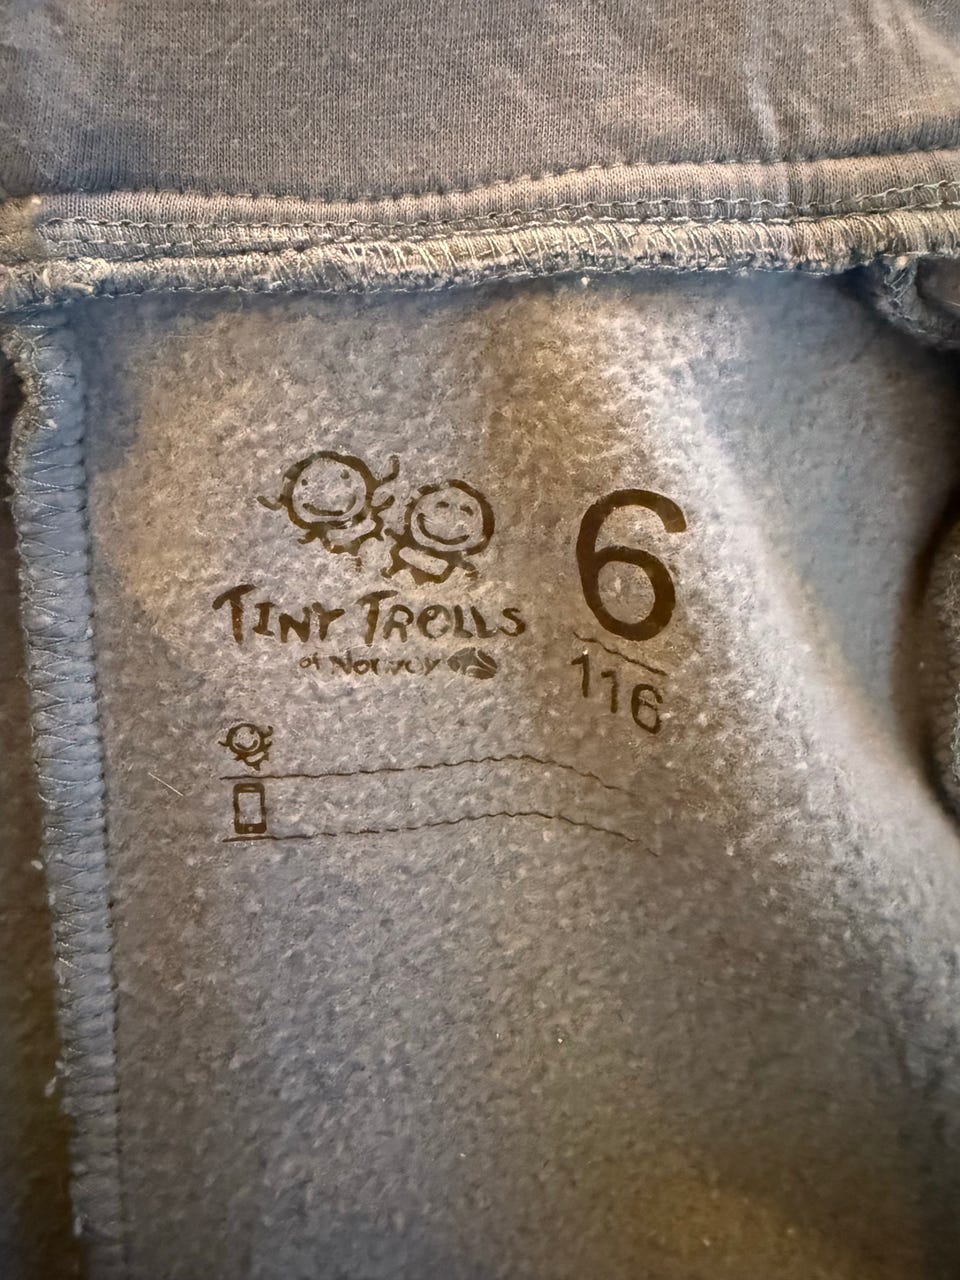 TINY TROLLS
of Norway
6
116